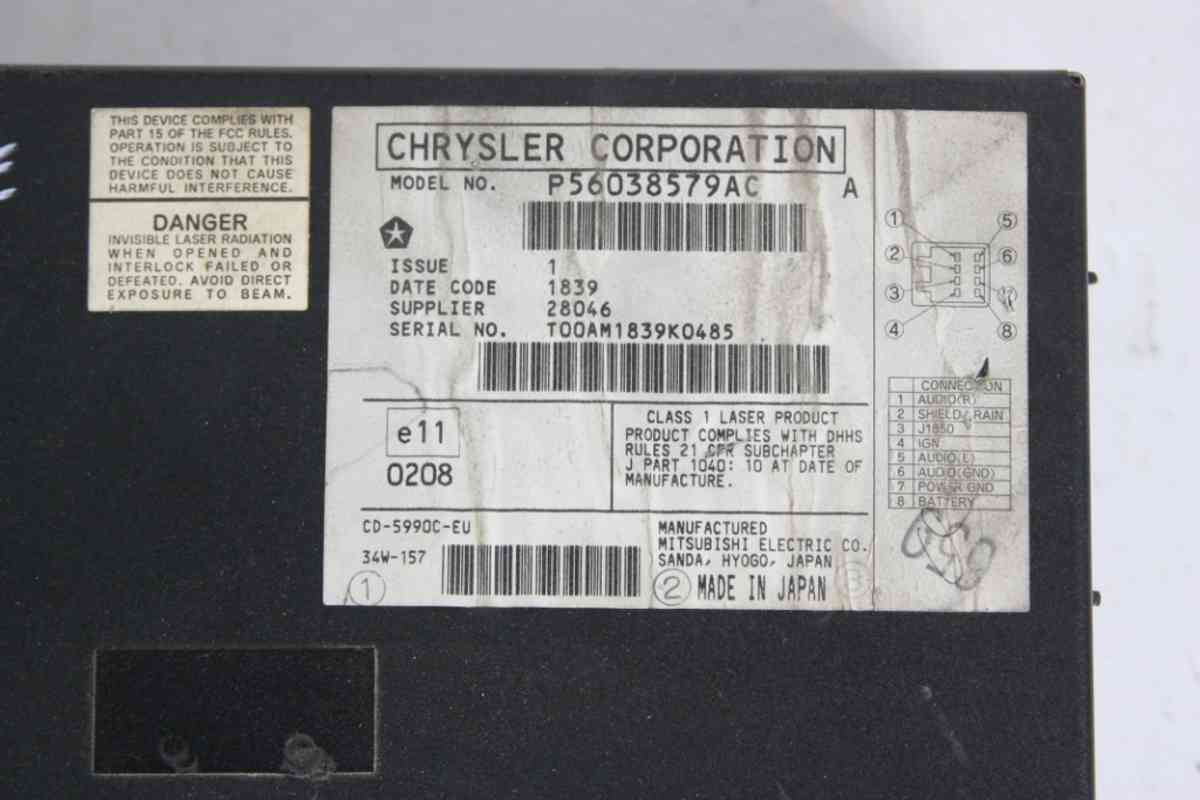 THIS DEVICE COMPLIES WITH
PART 15 OF THE FCC RULES.
OPERATION IS SUBJECT TO
THE CONDITION THAT THIS
DEVICE DOES NOT CAUSE
HARMFUL INTERFERENCE.
DANGER
INVISIBLE LASER RADIATION
WHEN OPENED AND
INTERLOCK FAILED OR
DEFEATED. AVOID DIRECT
EXPOSURE TO BEAM.
CHRYSLER CORPORATION
MODEL NO. P56038579AC A
ISSUE 1
DATE CODE 1839
SUPPLIER 28046
SERIAL NO. T00AM1839K0485
e11
0208
CLASS 1 LASER PRODUCT
PRODUCT COMPLIES WITH DHHS
RULES 21 CFR SUBCHAPTER
J PART 1040: 10 AT DATE OF
MANUFACTURE.
CD-5990C-EU
34W-157
1
MANUFACTURED
MITSUBISHI ELECTRIC CO.
SANDA, HYOGO, JAPAN
2 MADE IN JAPAN 3
1 5
2 6
3
4 8
CONNECTION
1 AUDIO(R)
2 SHIELD
3 J1850
4 IGN
5 AUDIO(L)
6 AUDIO(GND)
7 POWER GND
8 BATTERY